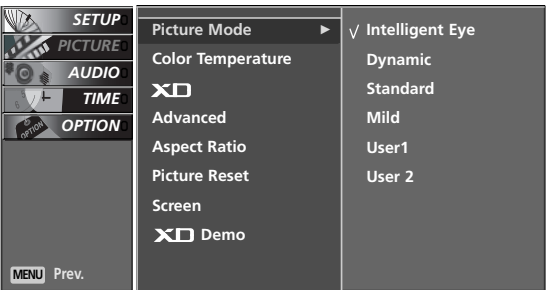 SETUP
PICTURE
AUDIO
TIME
OPTION
OPTION
MENU Prev.
Picture Mode
Color Temperature
XD
Advanced
Aspect Ratio
Picture Reset
Screen
XD Demo
√ Intelligent Eye
Dynamic
Standard
Mild
User1
User 2